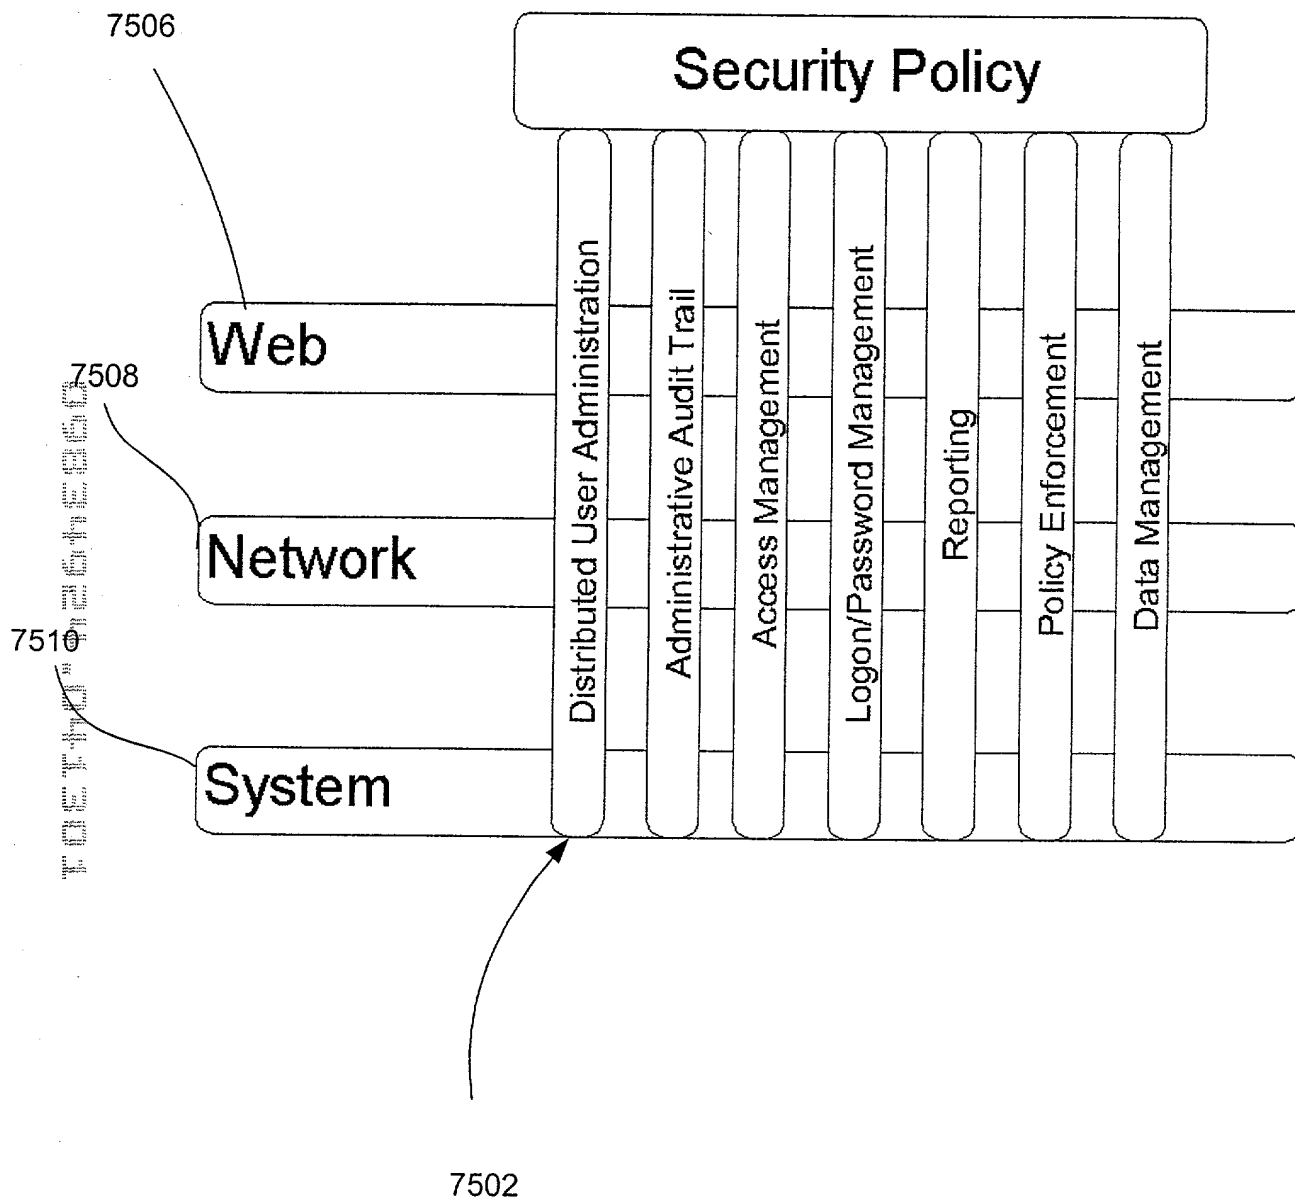 7506
Security Policy
Web
7508
Network
7510
System
Distributed User Administration
Administrative Audit Trail
Access Management
Logon/Password Management
Reporting
Policy Enforcement
Data Management
7502